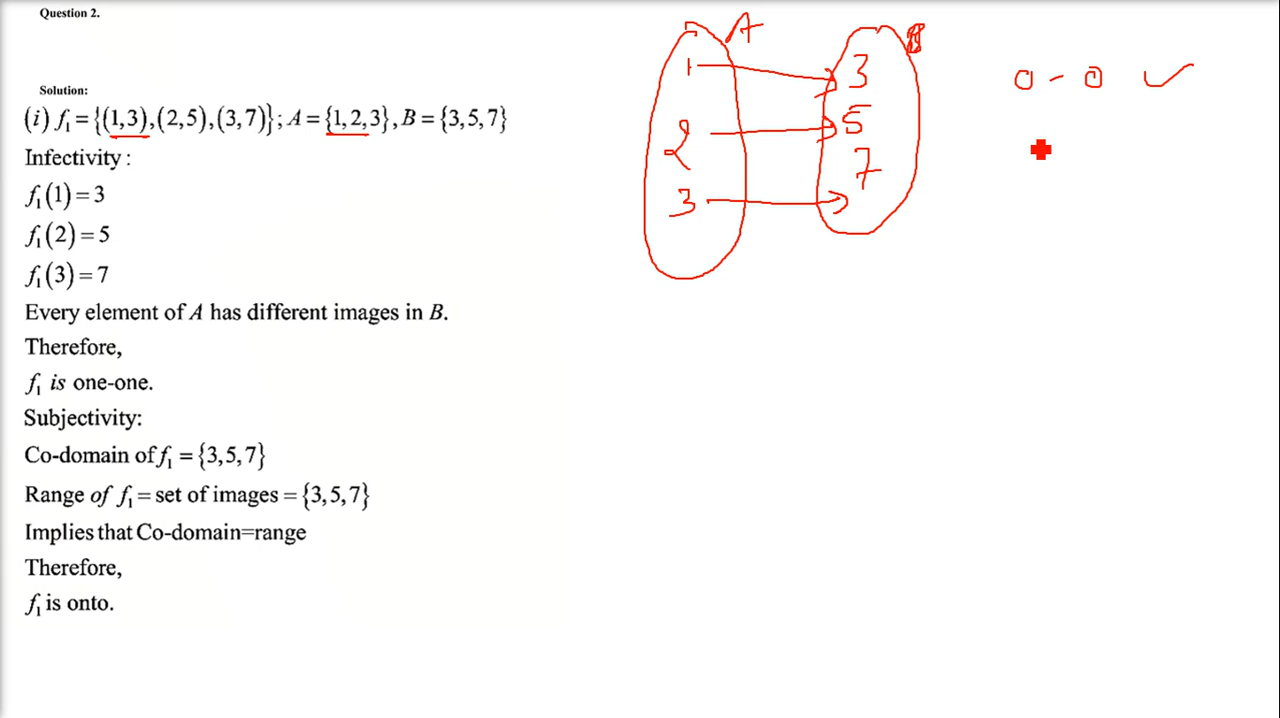 Question 2.
Solution:
(i) f₁ = {(1,3),(2,5),(3,7)}; A = {1,2,3}, B = {3,5,7}
Infectivity :
f₁(1) = 3
f₁(2) = 5
f₁(3) = 7
Every element of A has different images in B.
Therefore,
f₁ is one-one.
Subjectivity:
Co-domain of f₁ = {3,5,7}
Range of f₁ = set of images = {3,5,7}
Implies that Co-domain=range
Therefore,
f₁ is onto.
A
1
2
3
B
3
5
7
0 - 0 ✓